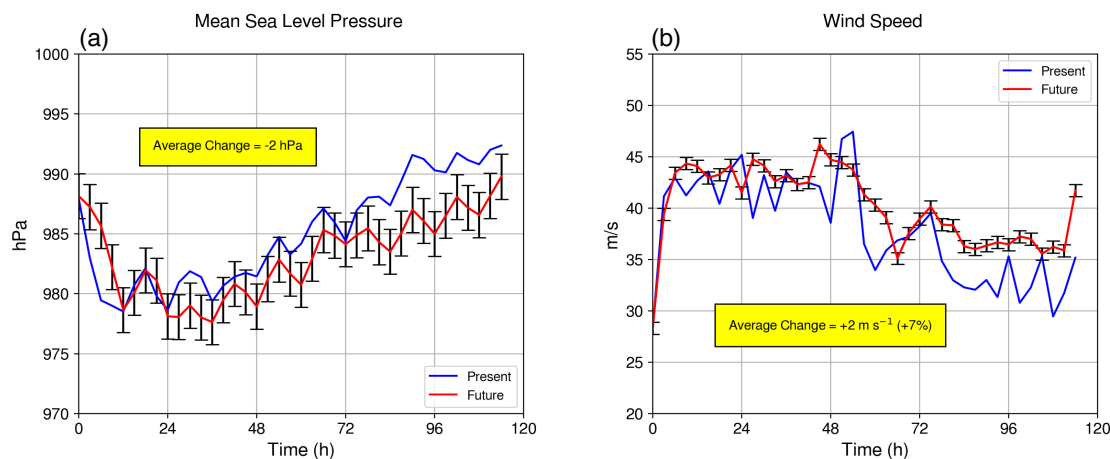 Mean Sea Level Pressure
(a)
1000
995
990
985
980
975
970
hPa
Average Change = -2 hPa
Present
Future
0 24 48 72 96 120
Time (h)
Wind Speed
(b)
55
50
45
40
35
30
25
20
m/s
Present
Future
Average Change = +2 m s⁻¹ (+7%)
0 24 48 72 96 120
Time (h)